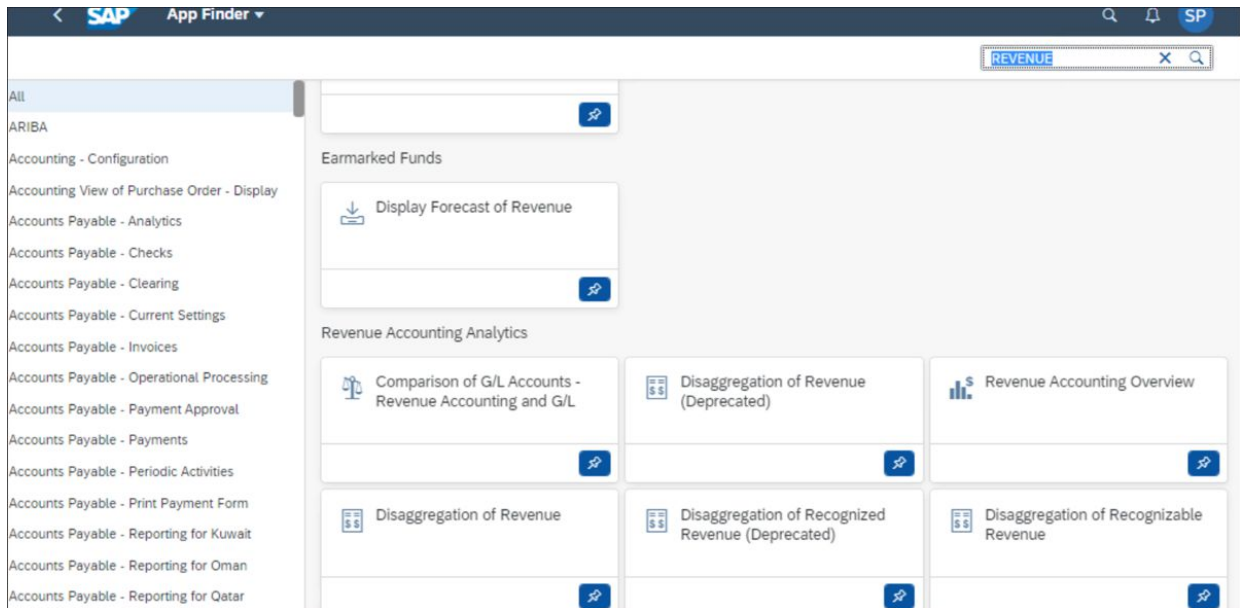 SAP App Finder SP
REVENUE
All
ARIBA
Accounting - Configuration
Accounting View of Purchase Order - Display
Accounts Payable - Analytics
Accounts Payable - Checks
Accounts Payable - Clearing
Accounts Payable - Current Settings
Accounts Payable - Invoices
Accounts Payable - Operational Processing
Accounts Payable - Payment Approval
Accounts Payable - Payments
Accounts Payable - Periodic Activities
Accounts Payable - Print Payment Form
Accounts Payable - Reporting for Kuwait
Accounts Payable - Reporting for Oman
Accounts Payable - Reporting for Qatar
Earmarked Funds
Display Forecast of Revenue
Revenue Accounting Analytics
Comparison of G/L Accounts -
Revenue Accounting and G/L
Disaggregation of Revenue
(Deprecated)
Revenue Accounting Overview
Disaggregation of Revenue
Disaggregation of Recognized
Revenue (Deprecated)
Disaggregation of Recognizable
Revenue